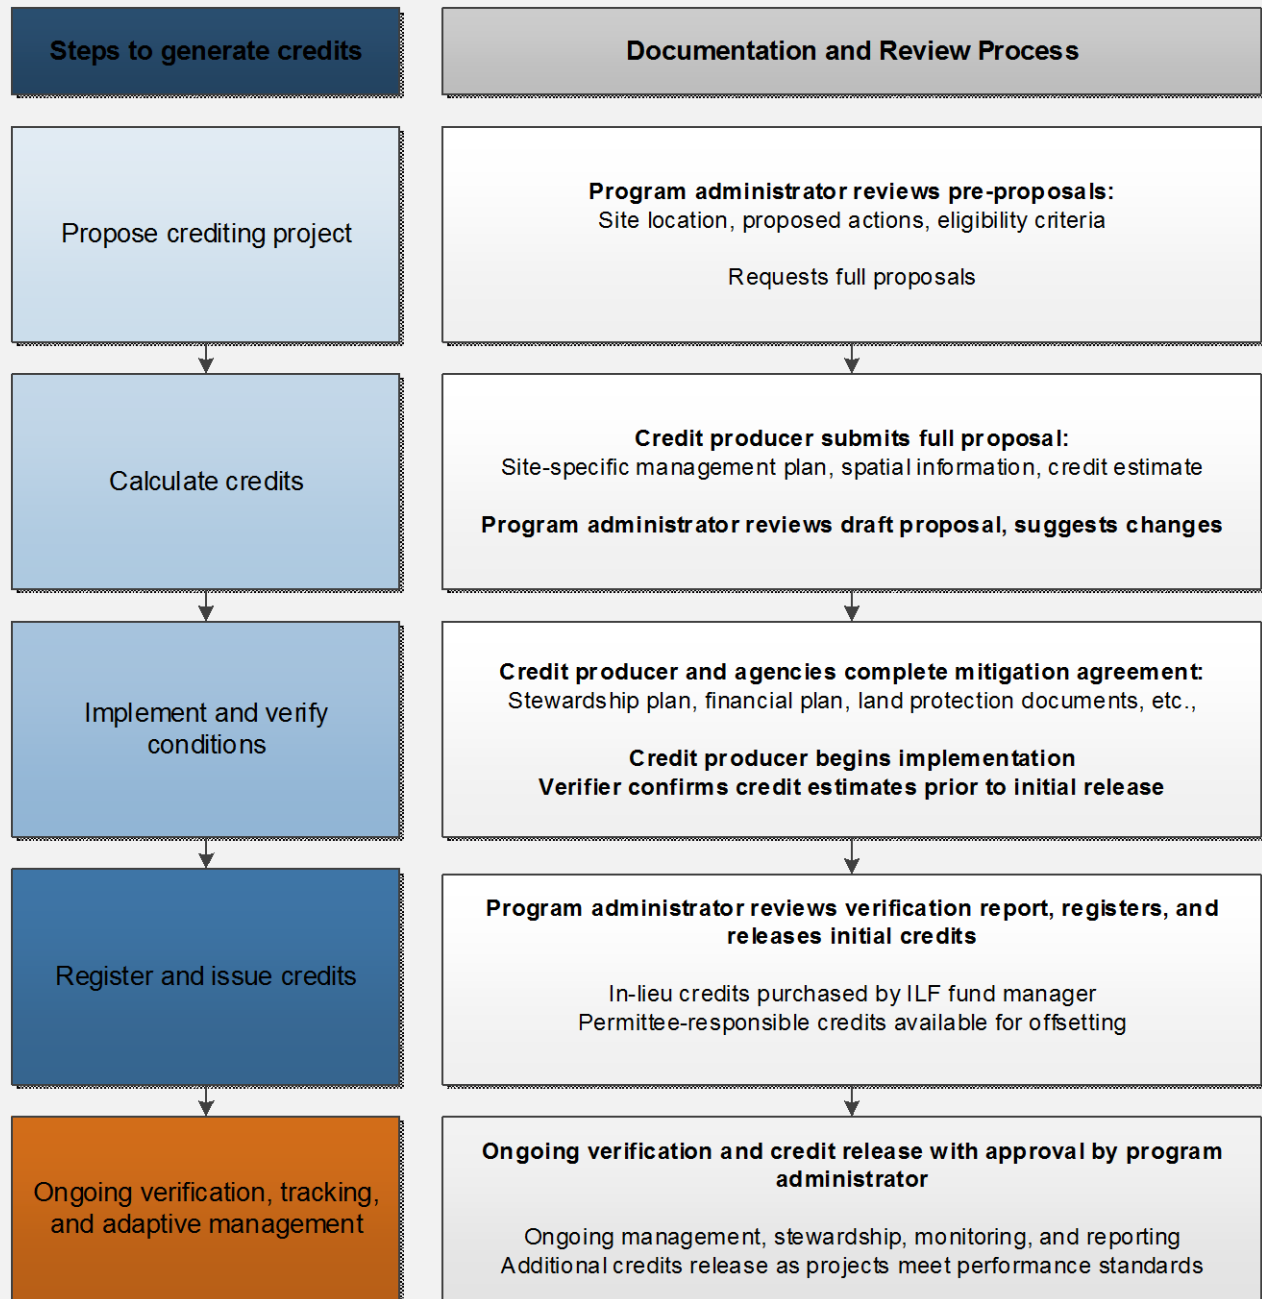 Steps to generate credits
Documentation and Review Process
Propose crediting project
Program administrator reviews pre-proposals:
Site location, proposed actions, eligibility criteria
Requests full proposals
Calculate credits
Credit producer submits full proposal:
Site-specific management plan, spatial information, credit estimate
Program administrator reviews draft proposal, suggests changes
Implement and verify
conditions
Credit producer and agencies complete mitigation agreement:
Stewardship plan, financial plan, land protection documents, etc.,
Credit producer begins implementation
Verifier confirms credit estimates prior to initial release
Register and issue credits
Program administrator reviews verification report, registers, and
releases initial credits
In-lieu credits purchased by ILF fund manager
Permittee-responsible credits available for offsetting
Ongoing verification, tracking,
and adaptive management
Ongoing verification and credit release with approval by program
administrator
Ongoing management, stewardship, monitoring, and reporting
Additional credits release as projects meet performance standards